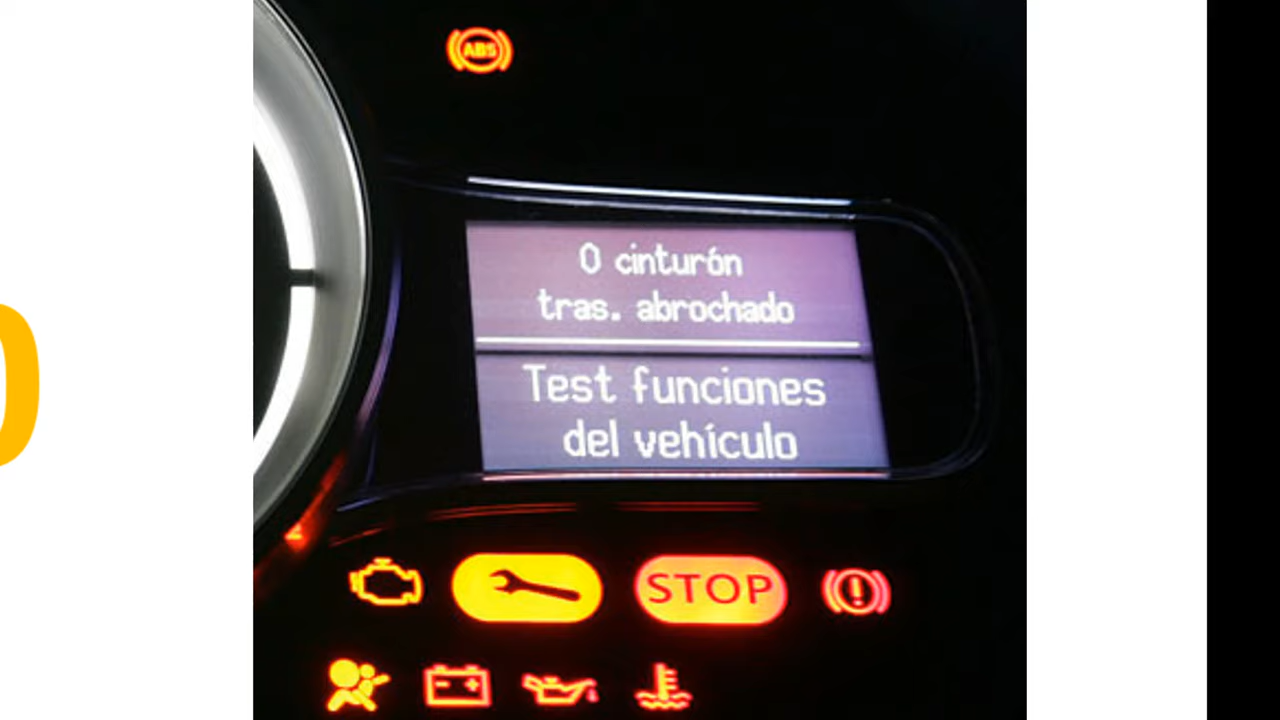 ABS
0 cinturón
tras. abrochado
Test funciones
del vehículo
STOP